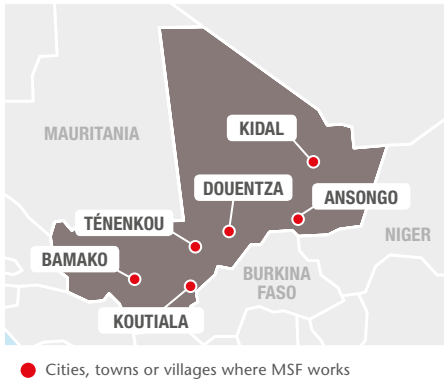 KIDAL
MAURITANIA
DOUENTZA
ANSONGO
TÉNENKOU
NIGER
BAMAKO
BURKINA
FASO
KOUTIALA
Cities, towns or villages where MSF works